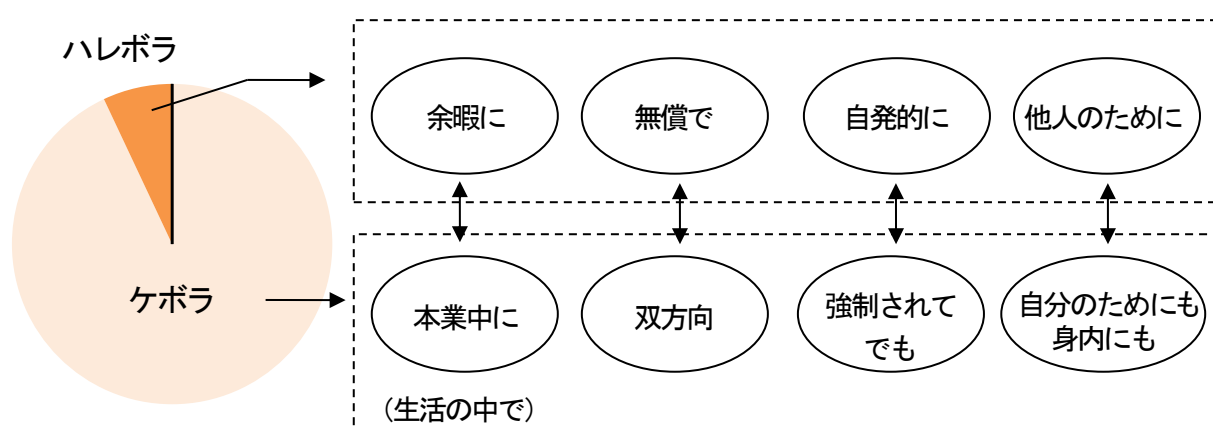 ハレボラ
余暇に
無償で
自発的に
他人のために
ケボラ
本業中に
双方向
強制されて
でも
自分のためにも
身内にも
（生活の中で）